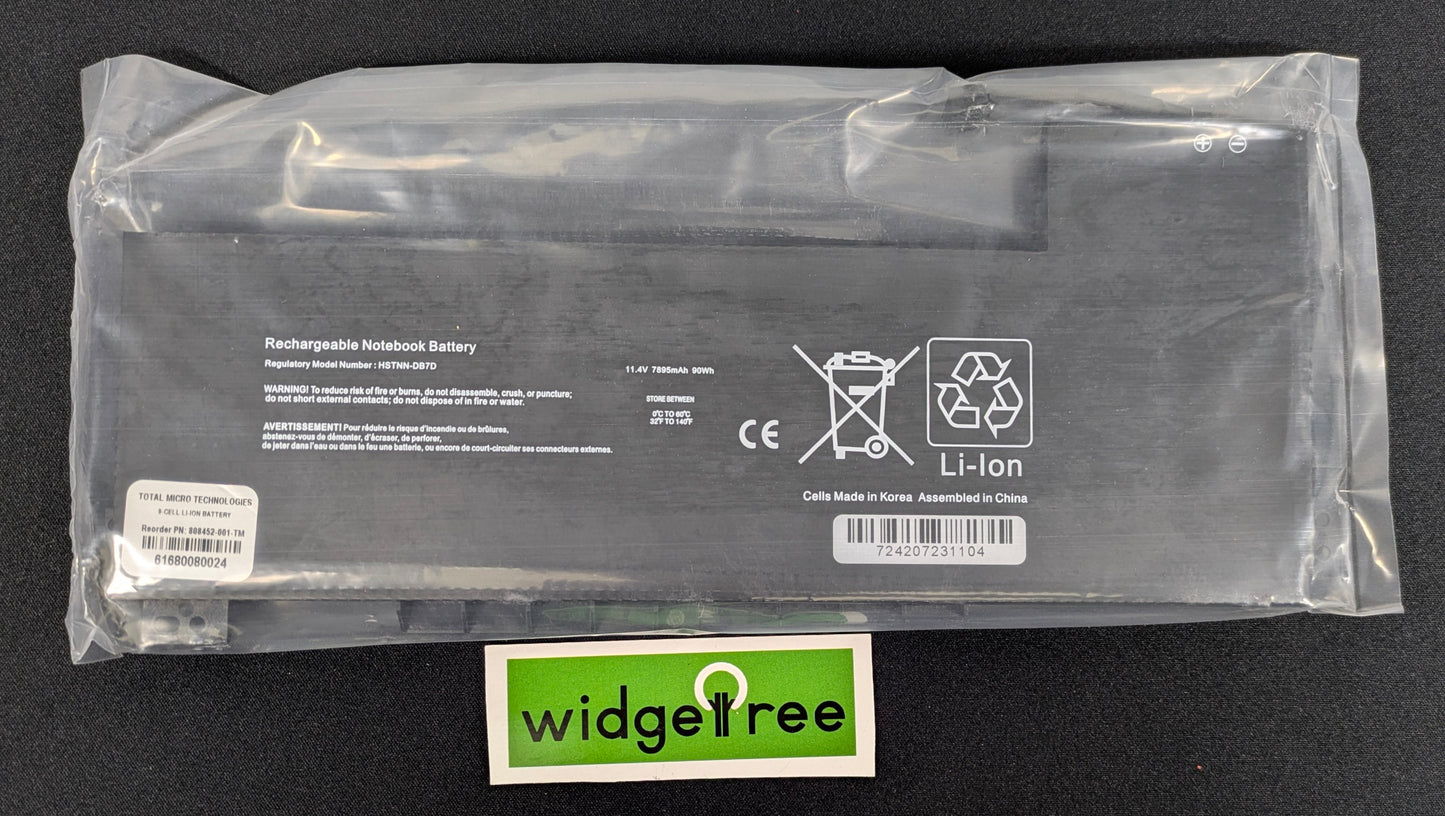 Rechargeable Notebook Battery
Regulatory Model Number : HSTNN-DB7D
WARNING! To reduce risk of fire or burns, do not disassemble, crush, or puncture;
do not short external contacts; do not dispose of in fire or water.
AVERTISSEMENT! Pour réduire le risque d'incendie ou de brûlures,
abstenez-vous de démonter, d'écraser, de perforer,
de jeter dans l'eau ou dans le feu une batterie, ou encore de court-circuiter ses connecteurs externes.
11.4V 7895mAh 90Wh
STORE BETWEEN
0°C TO 60°C
32°F TO 140°F
CE
Li-Ion
Cells Made in Korea Assembled in China
724207231104
TOTAL MICRO TECHNOLOGIES
6-CELL LI-ION BATTERY
Reorder PN: 808452-001-TM
61680080024
widgetree